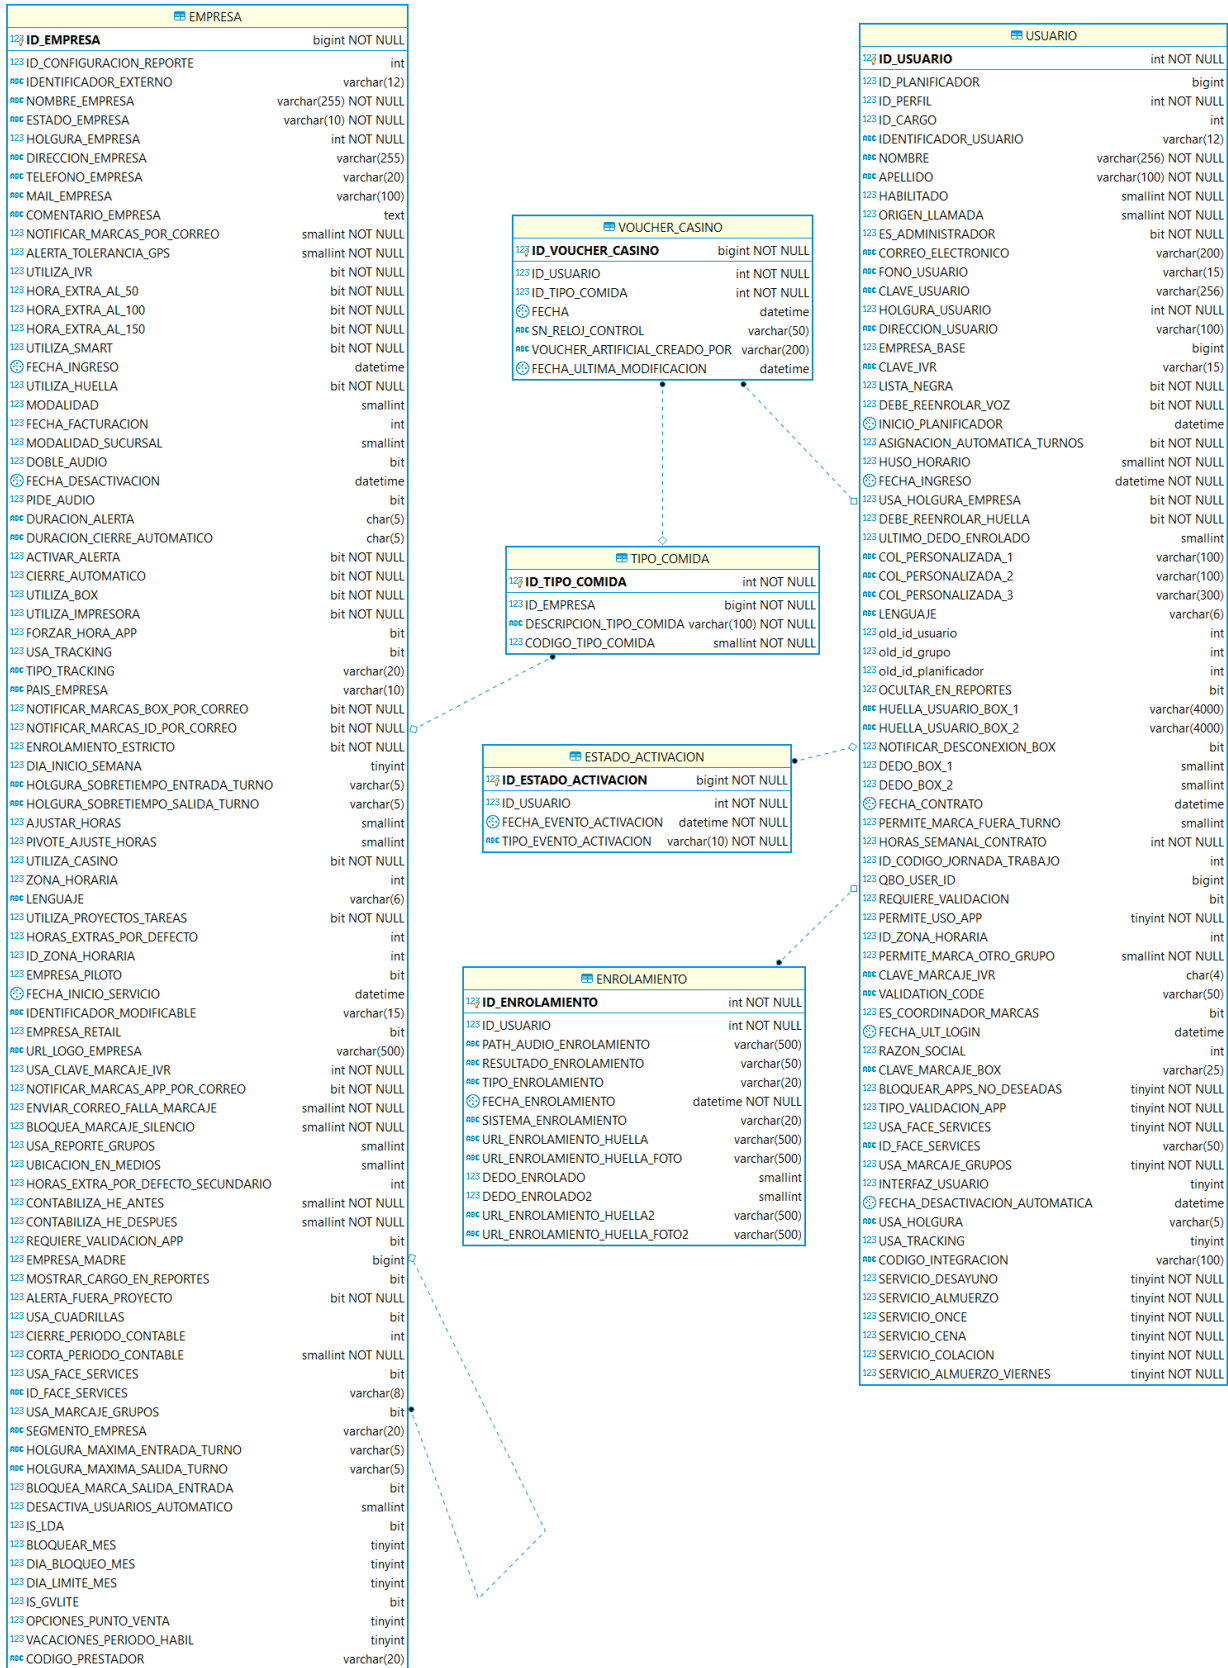 EMPRESA
ID_EMPRESA bigint NOT NULL
ID_CONFIGURACION_REPORTE int
IDENTIFICADOR_EXTERNO varchar(12)
NOMBRE_EMPRESA varchar(255) NOT NULL
ESTADO_EMPRESA varchar(10) NOT NULL
HOLGURA_EMPRESA int NOT NULL
DIRECCION_EMPRESA varchar(255)
TELEFONO_EMPRESA varchar(20)
MAIL_EMPRESA varchar(100)
COMENTARIO_EMPRESA text
NOTIFICAR_MARCAS_POR_CORREO smallint NOT NULL
ALERTA_TOLERANCIA_GPS smallint NOT NULL
UTILIZA_IVR bit NOT NULL
HORA_EXTRA_AL_50 bit NOT NULL
HORA_EXTRA_AL_100 bit NOT NULL
HORA_EXTRA_AL_150 bit NOT NULL
UTILIZA_SMART bit NOT NULL
FECHA_INGRESO datetime
UTILIZA_HUELLA bit NOT NULL
MODALIDAD smallint
FECHA_FACTURACION int
MODALIDAD_SUCURSAL smallint
DOBLE_AUDIO bit
FECHA_DESACTIVACION datetime
PIDE_AUDIO bit
DURACION_ALERTA char(5)
DURACION_CIERRE_AUTOMATICO char(5)
ACTIVAR_ALERTA bit NOT NULL
CIERRE_AUTOMATICO bit NOT NULL
UTILIZA_BOX bit NOT NULL
UTILIZA_IMPRESORA bit NOT NULL
FORZAR_HORA_APP bit
USA_TRACKING bit
TIPO_TRACKING varchar(20)
PAIS_EMPRESA varchar(10)
NOTIFICAR_MARCAS_BOX_POR_CORREO bit NOT NULL
NOTIFICAR_MARCAS_ID_POR_CORREO bit NOT NULL
ENROLAMIENTO_ESTRICTO bit NOT NULL
DIA_INICIO_SEMANA tinyint
HOLGURA_SOBRETIEMPO_ENTRADA_TURNO varchar(5)
HOLGURA_SOBRETIEMPO_SALIDA_TURNO varchar(5)
AJUSTAR_HORAS smallint
PIVOTE_AJUSTE_HORAS smallint
UTILIZA_CASINO bit NOT NULL
ZONA_HORARIA int
LENGUAJE varchar(6)
UTILIZA_PROYECTOS_TAREAS bit NOT NULL
HORAS_EXTRAS_POR_DEFECTO int
ID_ZONA_HORARIA int
EMPRESA_PILOTO bit
FECHA_INICIO_SERVICIO datetime
IDENTIFICADOR_MODIFICABLE varchar(15)
EMPRESA_RETAIL bit
URL_LOGO_EMPRESA varchar(500)
USA_CLAVE_MARCAJE_IVR int NOT NULL
NOTIFICAR_MARCAS_APP_POR_CORREO bit NOT NULL
ENVIAR_CORREO_FALLA_MARCAJE smallint NOT NULL
BLOQUEA_MARCAJE_SILENCIO smallint NOT NULL
USA_REPORTE_GRUPOS smallint
UBICACION_EN_MEDIOS smallint
HORAS_EXTRA_POR_DEFECTO_SECUNDARIO int
CONTABILIZA_HE_ANTES smallint NOT NULL
CONTABILIZA_HE_DESPUES smallint NOT NULL
REQUIERE_VALIDACION_APP bit
EMPRESA_MADRE bigint
MOSTRAR_CARGO_EN_REPORTES bit
ALERTA_FUERA_PROYECTO bit NOT NULL
USA_CUADRILLAS bit
CIERRE_PERIODO_CONTABLE int
CORTA_PERIODO_CONTABLE smallint NOT NULL
USA_FACE_SERVICES bit
ID_FACE_SERVICES varchar(8)
USA_MARCAJE_GRUPOS bit
SEGMENTO_EMPRESA varchar(20)
HOLGURA_MAXIMA_ENTRADA_TURNO varchar(5)
HOLGURA_MAXIMA_SALIDA_TURNO varchar(5)
BLOQUEA_MARCA_SALIDA_ENTRADA bit
DESACTIVA_USUARIOS_AUTOMATICO smallint
IS_LDA bit
BLOQUEAR_MES tinyint
DIA_BLOQUEO_MES tinyint
DIA_LIMITE_MES tinyint
IS_GVLITE bit
OPCIONES_PUNTO_VENTA tinyint
VACACIONES_PERIODO_HABIL tinyint
CODIGO_PRESTADOR varchar(20)
VOUCHER_CASINO
ID_VOUCHER_CASINO bigint NOT NULL
ID_USUARIO int NOT NULL
ID_TIPO_COMIDA int NOT NULL
FECHA datetime
SN_RELOJ_CONTROL varchar(50)
VOUCHER_ARTIFICIAL_CREADO_POR varchar(200)
FECHA_ULTIMA_MODIFICACION datetime
TIPO_COMIDA
ID_TIPO_COMIDA int NOT NULL
ID_EMPRESA bigint NOT NULL
DESCRIPCION_TIPO_COMIDA varchar(100) NOT NULL
CODIGO_TIPO_COMIDA smallint NOT NULL
ESTADO_ACTIVACION
ID_ESTADO_ACTIVACION bigint NOT NULL
ID_USUARIO int NOT NULL
FECHA_EVENTO_ACTIVACION datetime NOT NULL
TIPO_EVENTO_ACTIVACION varchar(10) NOT NULL
ENROLAMIENTO
ID_ENROLAMIENTO int NOT NULL
ID_USUARIO int NOT NULL
PATH_AUDIO_ENROLAMIENTO varchar(500)
RESULTADO_ENROLAMIENTO varchar(50)
TIPO_ENROLAMIENTO varchar(20)
FECHA_ENROLAMIENTO datetime NOT NULL
SISTEMA_ENROLAMIENTO varchar(20)
URL_ENROLAMIENTO_HUELLA varchar(500)
URL_ENROLAMIENTO_HUELLA_FOTO varchar(500)
DEDO_ENROLADO smallint
DEDO_ENROLADO2 smallint
URL_ENROLAMIENTO_HUELLA2 varchar(500)
URL_ENROLAMIENTO_HUELLA_FOTO2 varchar(500)
USUARIO
ID_USUARIO int NOT NULL
ID_PLANIFICADOR bigint
ID_PERFIL int NOT NULL
ID_CARGO int
IDENTIFICADOR_USUARIO varchar(12)
NOMBRE varchar(256) NOT NULL
APELLIDO varchar(100) NOT NULL
HABILITADO smallint NOT NULL
ORIGEN_LLAMADA smallint NOT NULL
ES_ADMINISTRADOR bit NOT NULL
CORREO_ELECTRONICO varchar(200)
FONO_USUARIO varchar(15)
CLAVE_USUARIO varchar(256)
HOLGURA_USUARIO int NOT NULL
DIRECCION_USUARIO varchar(100)
EMPRESA_BASE bigint
CLAVE_IVR varchar(15)
LISTA_NEGRA bit NOT NULL
DEBE_REENROLAR_VOZ bit NOT NULL
INICIO_PLANIFICADOR datetime
ASIGNACION_AUTOMATICA_TURNOS bit NOT NULL
HUSO_HORARIO smallint NOT NULL
FECHA_INGRESO datetime NOT NULL
USA_HOLGURA_EMPRESA bit NOT NULL
DEBE_REENROLAR_HUELLA bit NOT NULL
ULTIMO_DEDO_ENROLADO smallint
COL_PERSONALIZADA_1 varchar(100)
COL_PERSONALIZADA_2 varchar(100)
COL_PERSONALIZADA_3 varchar(300)
LENGUAJE varchar(6)
old_id_usuario int
old_id_grupo int
old_id_planificador int
OCULTAR_EN_REPORTES bit
HUELLA_USUARIO_BOX_1 varchar(4000)
HUELLA_USUARIO_BOX_2 varchar(4000)
NOTIFICAR_DESCONEXION_BOX bit
DEDO_BOX_1 smallint
DEDO_BOX_2 smallint
FECHA_CONTRATO datetime
PERMITE_MARCA_FUERA_TURNO smallint
HORAS_SEMANAL_CONTRATO int NOT NULL
ID_CODIGO_JORNADA_TRABAJO int
QBO_USER_ID bigint
REQUIERE_VALIDACION bit
PERMITE_USO_APP tinyint NOT NULL
ID_ZONA_HORARIA int
PERMITE_MARCA_OTRO_GRUPO smallint NOT NULL
CLAVE_MARCAJE_IVR char(4)
VALIDATION_CODE varchar(50)
ES_COORDINADOR_MARCAS bit
FECHA_ULT_LOGIN datetime
RAZON_SOCIAL int
CLAVE_MARCAJE_BOX varchar(25)
BLOQUEAR_APPS_NO_DESEADAS tinyint NOT NULL
TIPO_VALIDACION_APP tinyint NOT NULL
USA_FACE_SERVICES tinyint NOT NULL
ID_FACE_SERVICES varchar(50)
USA_MARCAJE_GRUPOS tinyint NOT NULL
INTERFAZ_USUARIO tinyint
FECHA_DESACTIVACION_AUTOMATICA datetime
USA_HOLGURA varchar(5)
USA_TRACKING tinyint
CODIGO_INTEGRACION varchar(100)
SERVICIO_DESAYUNO tinyint NOT NULL
SERVICIO_ALMUERZO tinyint NOT NULL
SERVICIO_ONCE tinyint NOT NULL
SERVICIO_CENA tinyint NOT NULL
SERVICIO_COLACION tinyint NOT NULL
SERVICIO_ALMUERZO_VIERNES tinyint NOT NULL